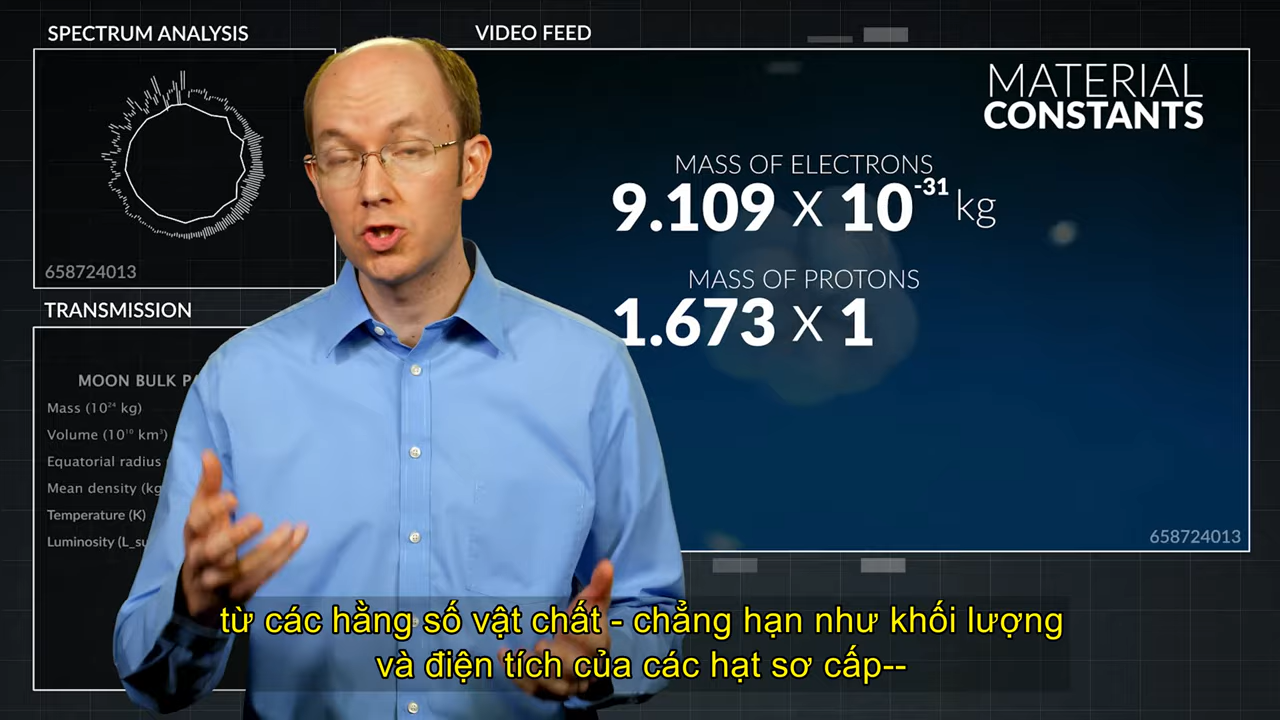 SPECTRUM ANALYSIS
658724013
TRANSMISSION
MOON BULK
Mass (10²⁴ kg)
Volume (10¹⁰ km³)
Equatorial radius
Mean density (kg
Temperature (K)
Luminosity
VIDEO FEED
MATERIAL
CONSTANTS
MASS OF ELECTRONS
9.109 X 10⁻³¹ kg
MASS OF PROTONS
1.673 X 1
658724013
từ các hằng số vật chất - chẳng hạn như khối lượng
và điện tích của các hạt sơ cấp--